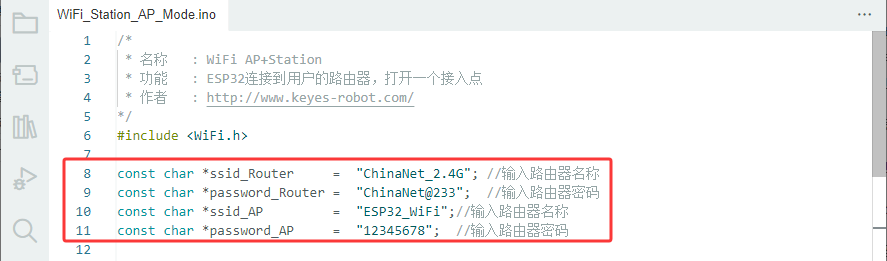 WiFi_Station_AP_Mode.ino
...
1 /*
2 * 名称 : WiFi AP+Station
3 * 功能 : ESP32连接到用户的路由器，打开一个接入点
4 * 作者 : http://www.keyes-robot.com/
5 */
6 #include <WiFi.h>
7
8 const char *ssid_Router = "ChinaNet_2.4G"; //输入路由器名称
9 const char *password_Router = "ChinaNet@233"; //输入路由器密码
10 const char *ssid_AP = "ESP32_WiFi";//输入路由器名称
11 const char *password_AP = "12345678"; //输入路由器密码
12